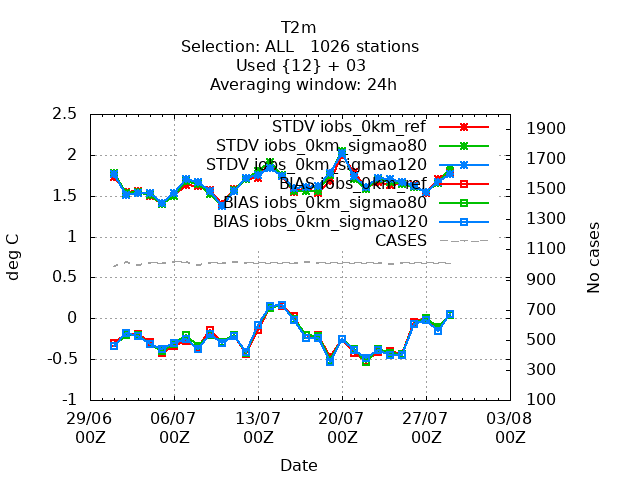 T2m
Selection: ALL   1026 stations
Used {12} + 03
Averaging window: 24h
STDV iobs_0km_ref
STDV iobs_0km_sigmao80
STDV iobs_0km_sigmao120
BIAS iobs_0km_ref
BIAS iobs_0km_sigmao80
BIAS iobs_0km_sigmao120
CASES
2.5
2
1.5
1
0.5
0
-0.5
-1
deg C
1900
1700
1500
1300
1100
900
700
500
300
100
No cases
29/06 06/07 13/07 20/07 27/07 03/08
00Z 00Z 00Z 00Z 00Z 00Z
Date